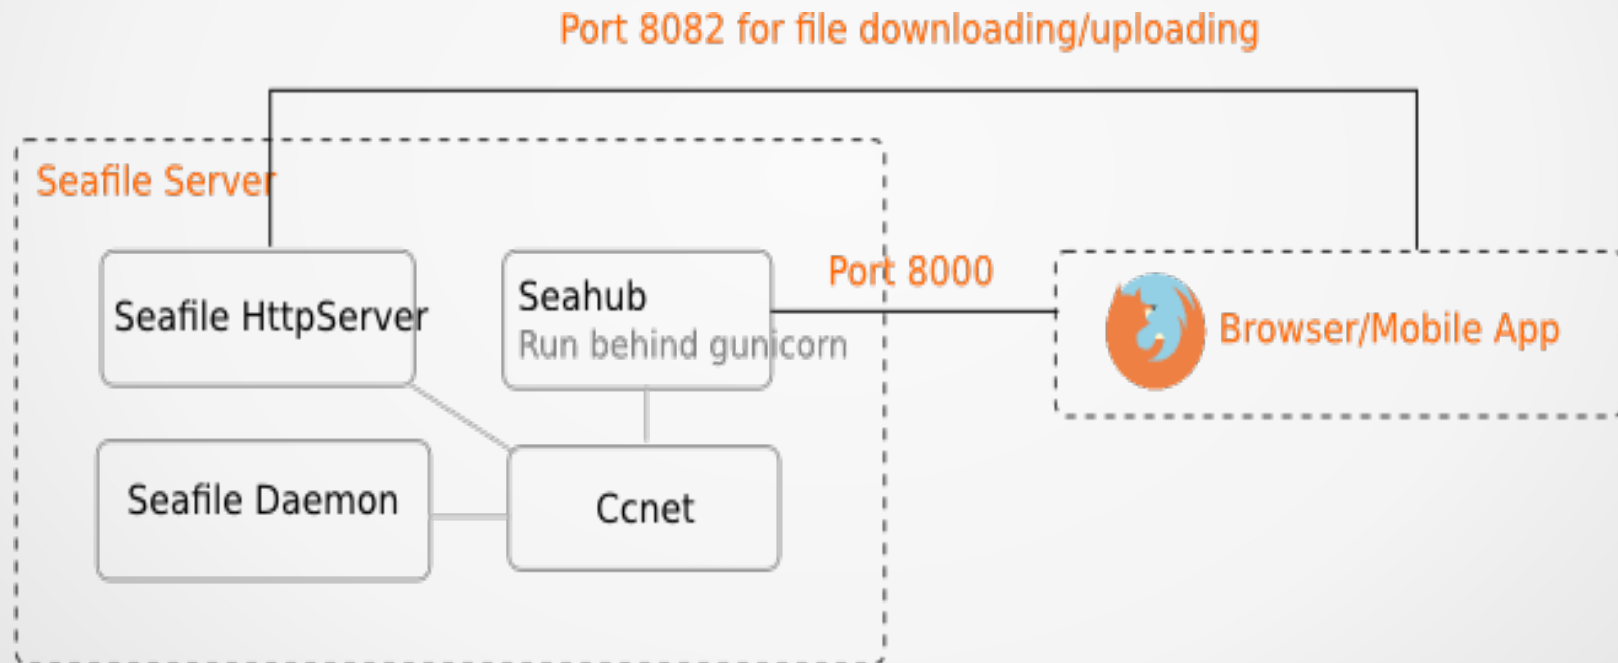 Port 8082 for file downloading/uploading
Seafile Server
Seafile HttpServer
Seahub
Run behind gunicorn
Port 8000
Browser/Mobile App
Seafile Daemon
Ccnet